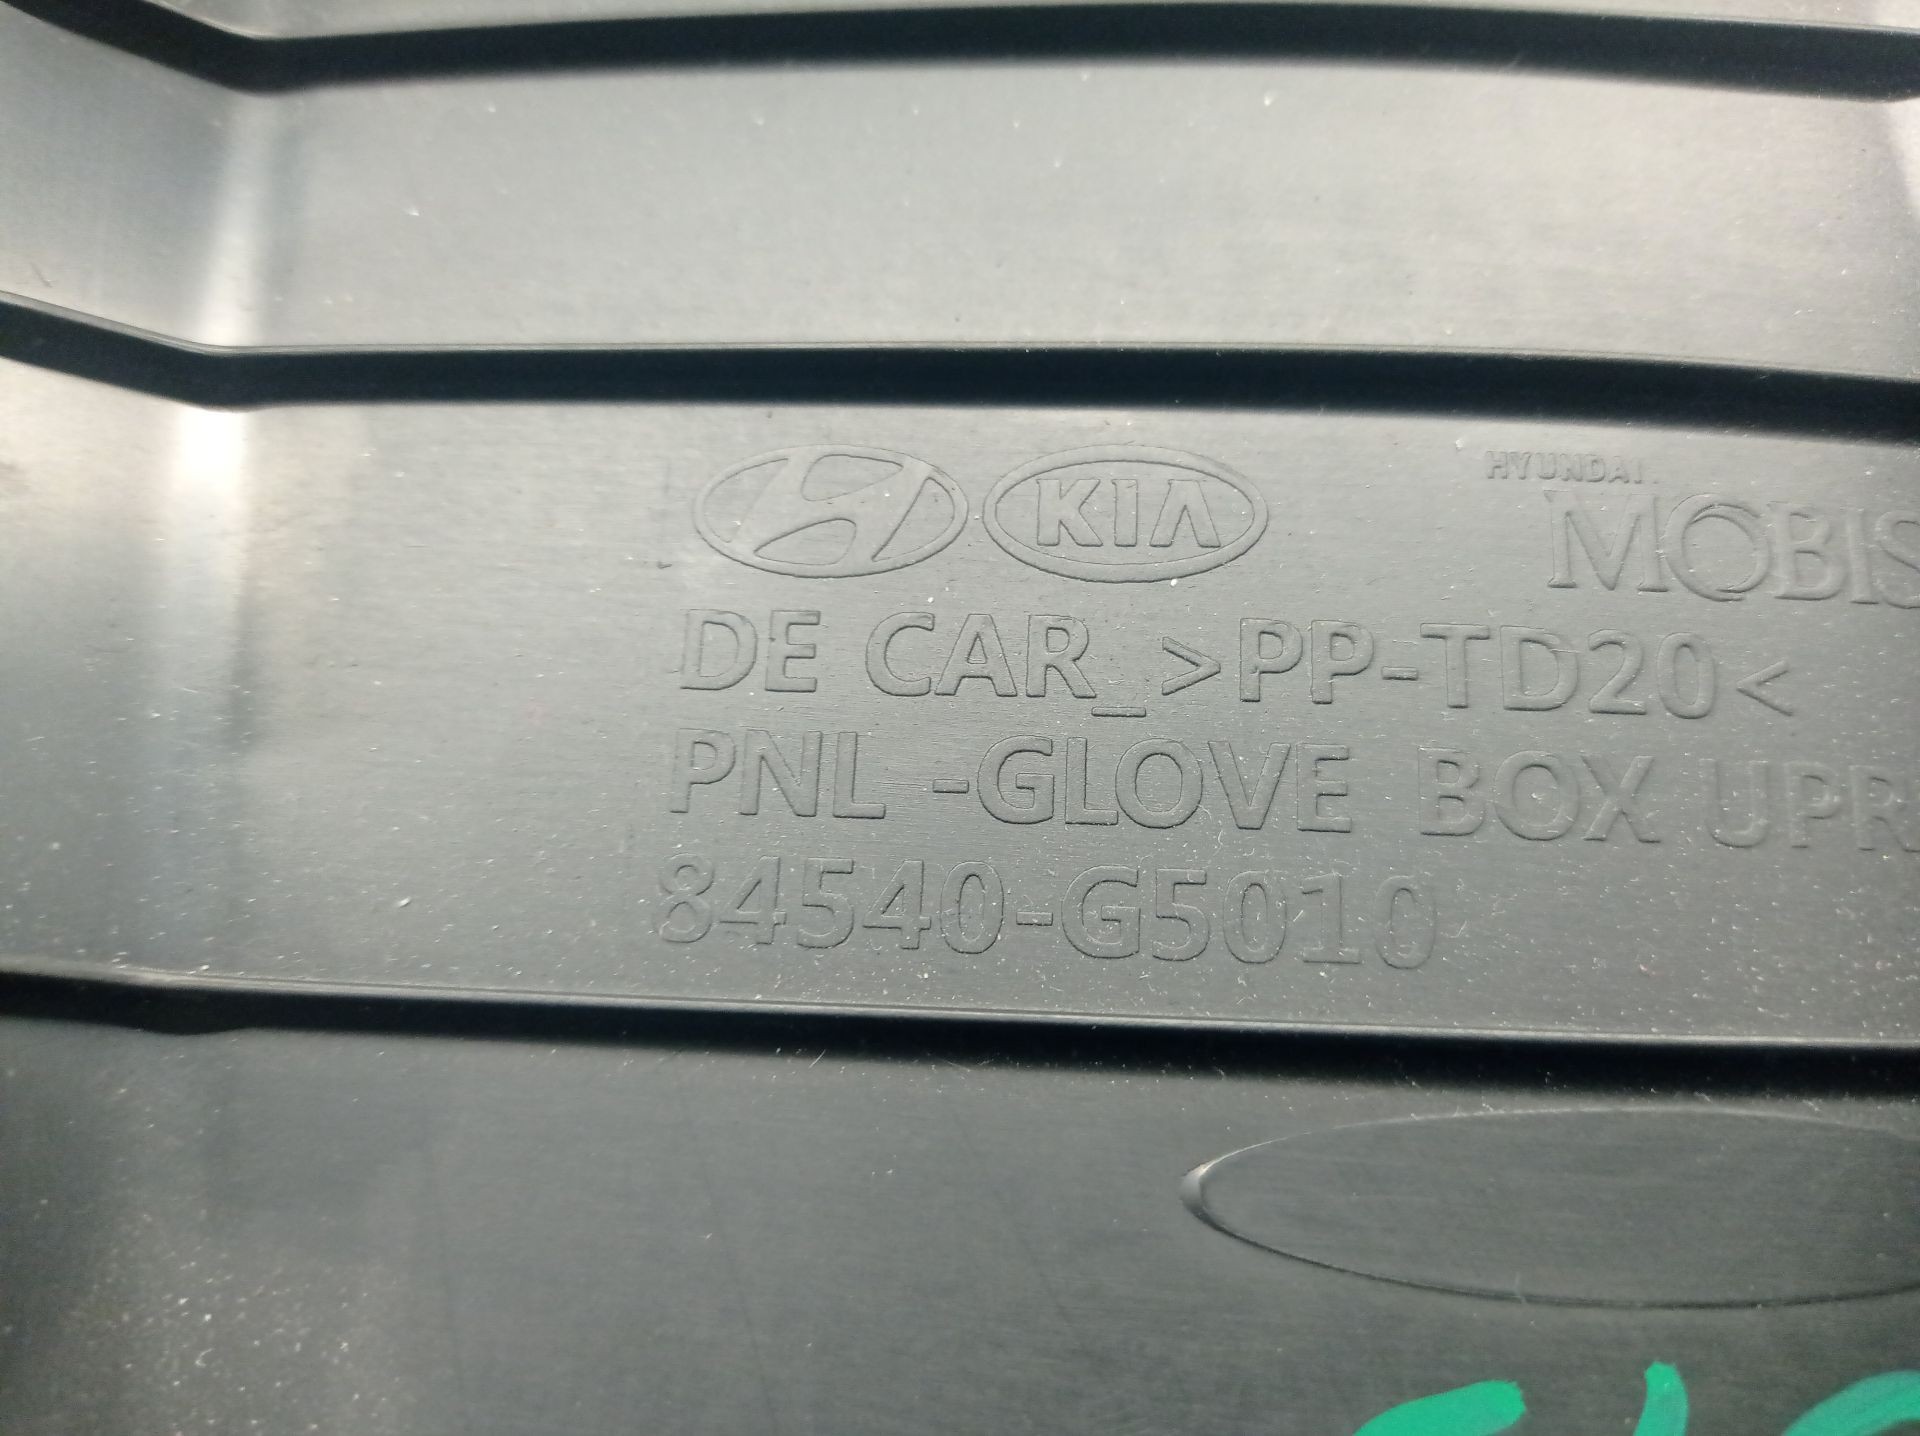 KIA
HYUNDAI
MOBIS
DE CAR_>PP-TD20<
PNL -GLOVE BOX UPR
84540-G5010